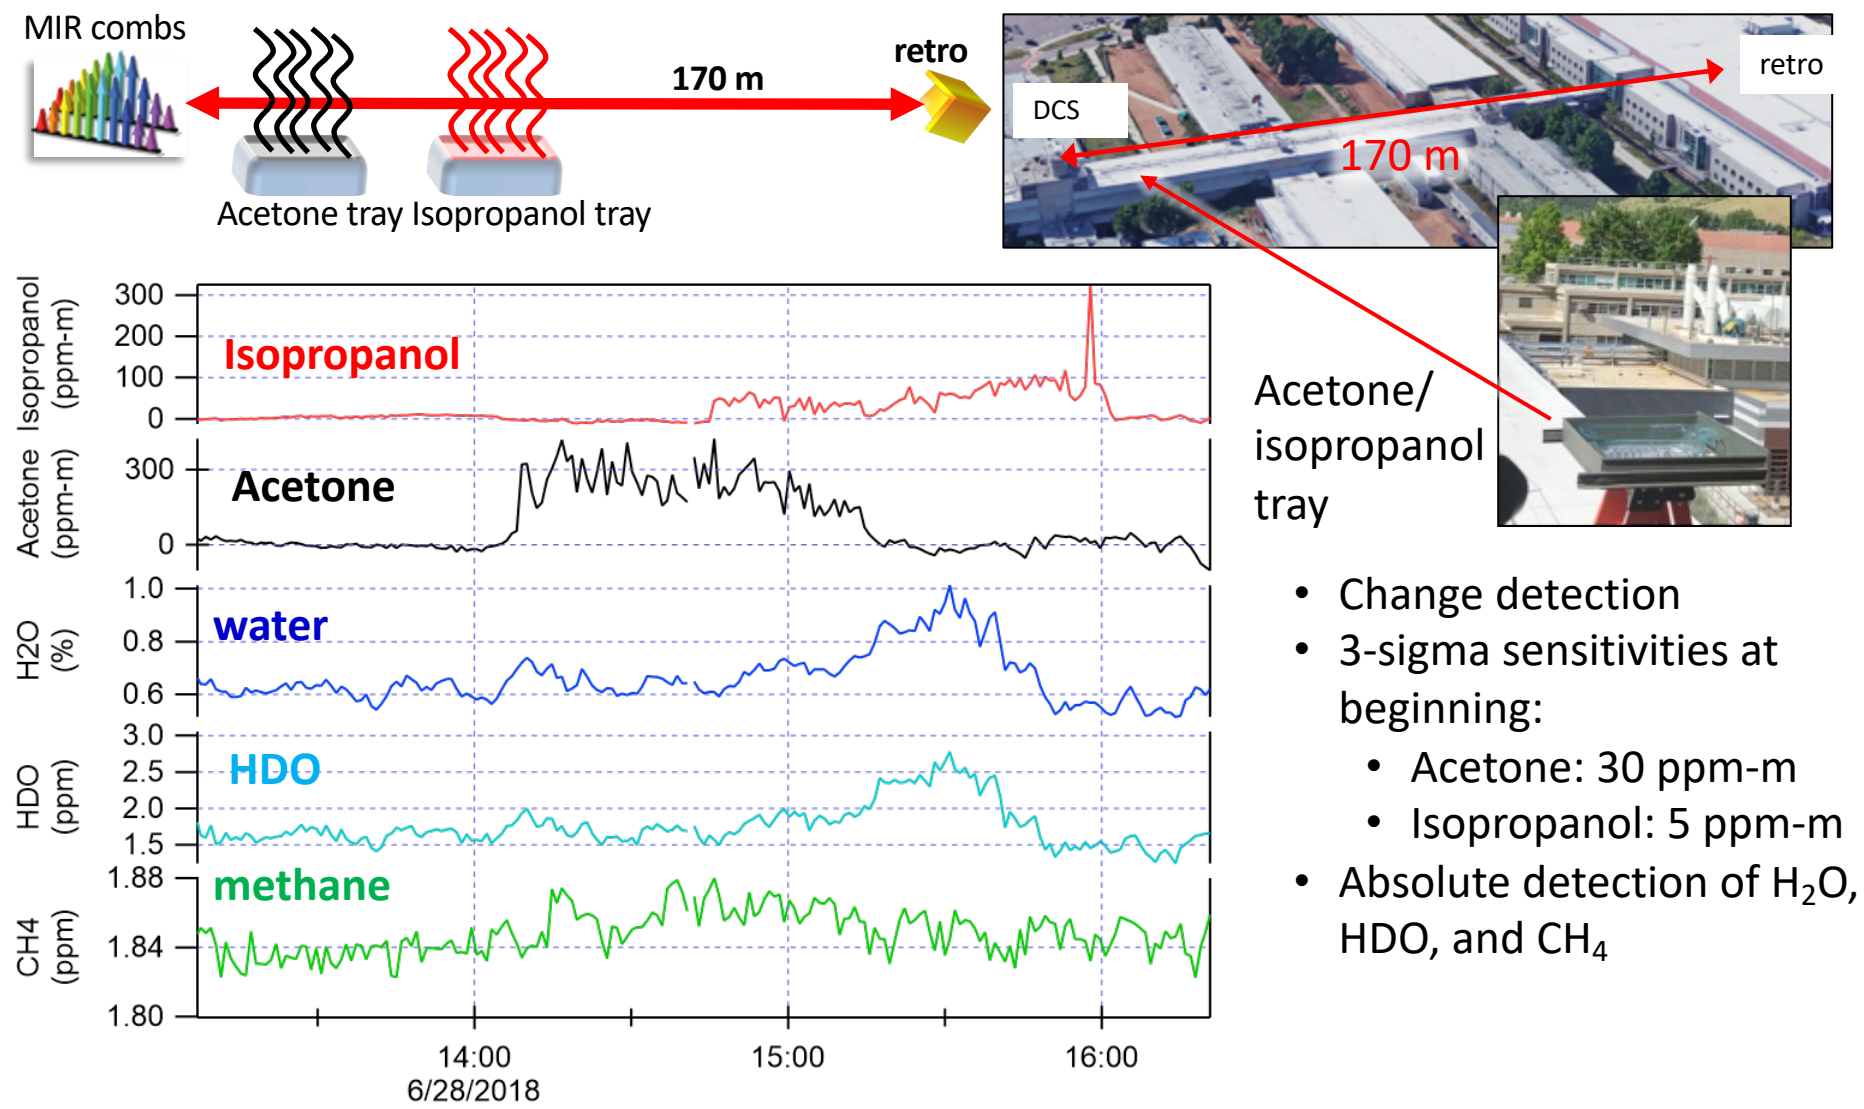 MIR combs
170 m
retro
Acetone tray Isopropanol tray
DCS
retro
170 m
Acetone/
isopropanol
tray
Isopropanol
(ppm-m)
300
200
100
0
Isopropanol
Acetone
(ppm-m)
300
0
Acetone
H2O
(%)
1.0
0.8
0.6
water
HDO
(ppm)
3.0
2.5
2.0
1.5
HDO
CH4
(ppm)
1.88
1.84
1.80
methane
14:00
15:00
16:00
6/28/2018
• Change detection
• 3-sigma sensitivities at
beginning:
• Acetone: 30 ppm-m
• Isopropanol: 5 ppm-m
• Absolute detection of H₂O,
HDO, and CH₄